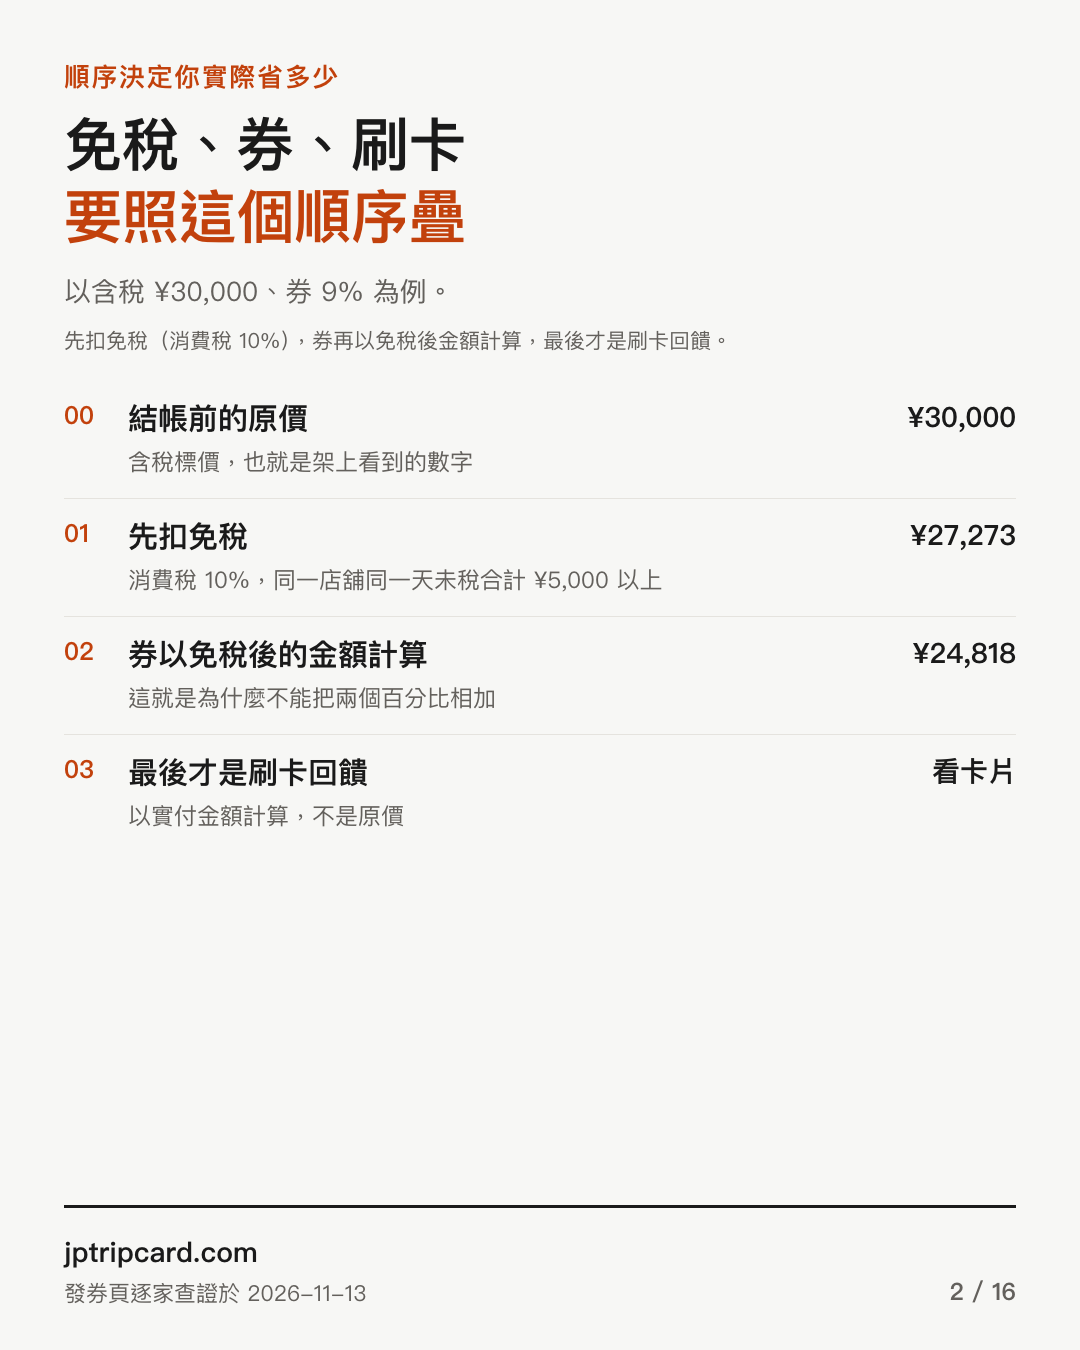 順序決定你實際省多少
免稅、券、刷卡
要照這個順序疊
以含稅 ¥30,000、券 9% 為例。
先扣免稅（消費稅 10%），券再以免稅後金額計算，最後才是刷卡回饋。
00 結帳前的原價 ¥30,000
含稅標價，也就是架上看到的數字
01 先扣免稅 ¥27,273
消費稅 10%，同一店舖同一天未稅合計 ¥5,000 以上
02 券以免稅後的金額計算 ¥24,818
這就是為什麼不能把兩個百分比相加
03 最後才是刷卡回饋 看卡片
以實付金額計算，不是原價
jptripcard.com
發券頁逐家查證於 2026–11–13 2 / 16